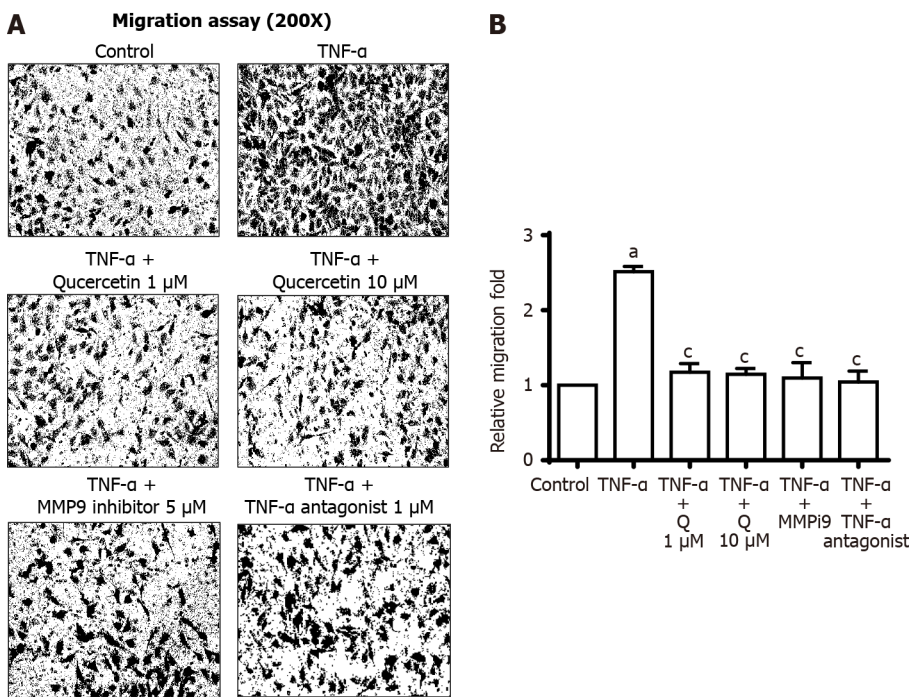 A
Migration assay (200X)
Control
TNF-α
TNF-α +
Qucercetin 1 µM
TNF-α +
Qucercetin 10 µM
TNF-α +
MMP9 inhibitor 5 µM
TNF-α +
TNF-α antagonist 1 µM
B
Relative migration fold
3
2
1
0
a
c
c
c
c
Control
TNF-α
TNF-α
+
Q
1 µM
TNF-α
+
Q
10 µM
TNF-α
+
MMPi9
TNF-α
+
TNF-α
antagonist